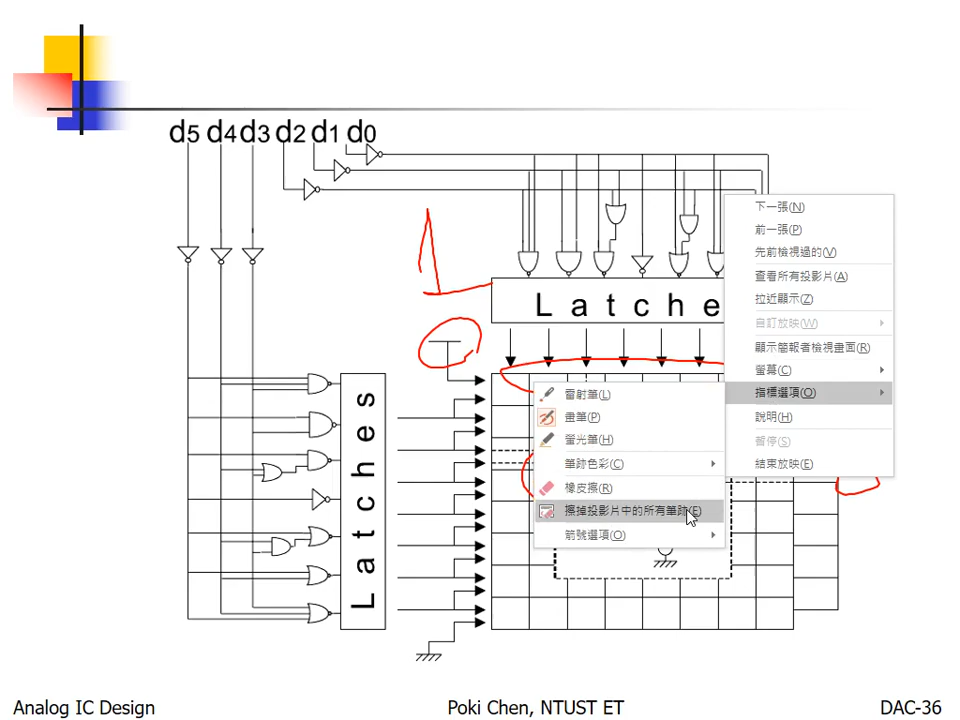 d5 d4 d3 d2 d1 d0
Latche
Latches
下一張(N)
前一張(P)
先前檢視過的(V)
查看所有投影片(A)
拉近顯示(Z)
自訂放映(W)
顯示簡報者檢視畫面(R)
螢幕(C)
指標選項(O)
說明(H)
暫停(S)
結束放映(E)
雷射筆(L)
畫筆(P)
螢光筆(H)
筆跡色彩(C)
橡皮擦(R)
擦掉投影片中的所有筆跡(E)
箭號選項(O)
Analog IC Design
Poki Chen, NTUST ET
DAC-36